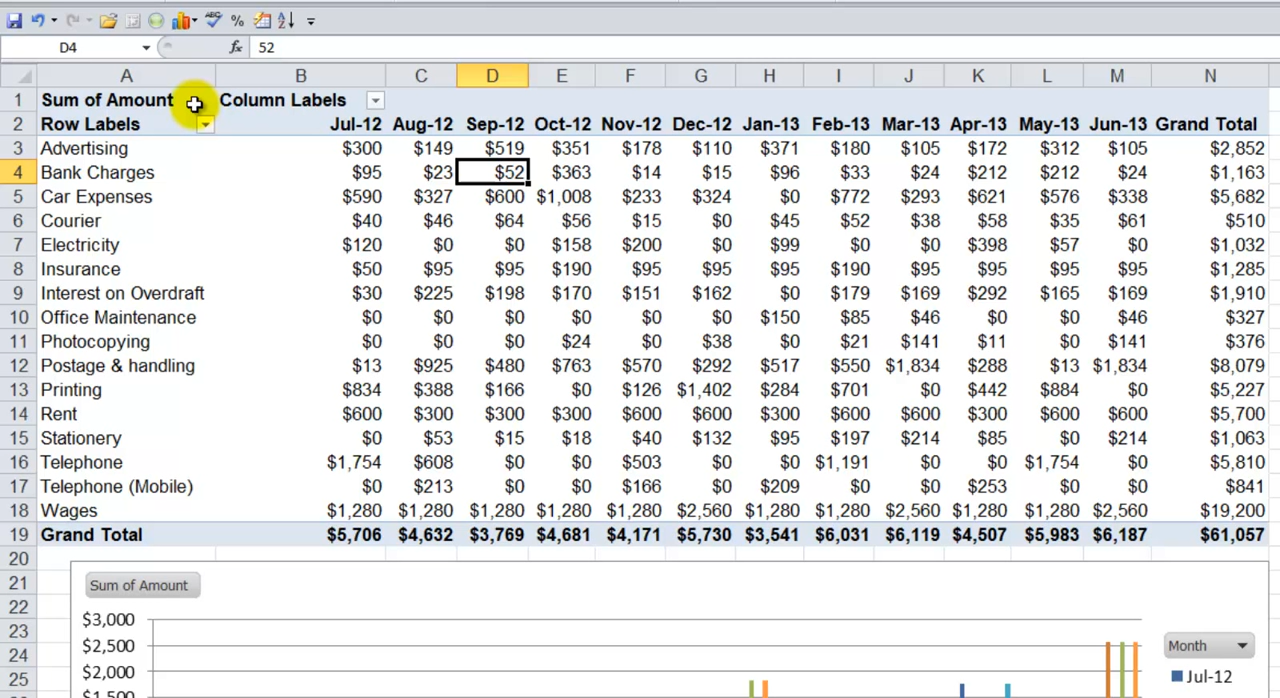 D4 fx 52
A B C D E F G H I J K L M N
1 Sum of Amount Column Labels
2 Row Labels Jul-12 Aug-12 Sep-12 Oct-12 Nov-12 Dec-12 Jan-13 Feb-13 Mar-13 Apr-13 May-13 Jun-13 Grand Total
3 Advertising $300 $149 $519 $351 $178 $110 $371 $180 $105 $172 $312 $105 $2,852
4 Bank Charges $95 $23 $52 $363 $14 $15 $96 $33 $24 $212 $212 $24 $1,163
5 Car Expenses $590 $327 $600 $1,008 $233 $324 $0 $772 $293 $621 $576 $338 $5,682
6 Courier $40 $46 $64 $56 $15 $0 $45 $52 $38 $58 $35 $61 $510
7 Electricity $120 $0 $0 $158 $200 $0 $99 $0 $0 $398 $57 $0 $1,032
8 Insurance $50 $95 $95 $190 $95 $95 $95 $190 $95 $95 $95 $95 $1,285
9 Interest on Overdraft $30 $225 $198 $170 $151 $162 $0 $179 $169 $292 $165 $169 $1,910
10 Office Maintenance $0 $0 $0 $0 $0 $0 $150 $85 $46 $0 $0 $46 $327
11 Photocopying $0 $0 $0 $24 $0 $38 $0 $21 $141 $11 $0 $141 $376
12 Postage & handling $13 $925 $480 $763 $570 $292 $517 $550 $1,834 $288 $13 $1,834 $8,079
13 Printing $834 $388 $166 $0 $126 $1,402 $284 $701 $0 $442 $884 $0 $5,227
14 Rent $600 $300 $300 $300 $600 $600 $300 $600 $600 $300 $600 $600 $5,700
15 Stationery $0 $53 $15 $18 $40 $132 $95 $197 $214 $85 $0 $214 $1,063
16 Telephone $1,754 $608 $0 $0 $503 $0 $0 $1,191 $0 $0 $1,754 $0 $5,810
17 Telephone (Mobile) $0 $213 $0 $0 $166 $0 $209 $0 $0 $253 $0 $0 $841
18 Wages $1,280 $1,280 $1,280 $1,280 $1,280 $2,560 $1,280 $1,280 $2,560 $1,280 $1,280 $2,560 $19,200
19 Grand Total $5,706 $4,632 $3,769 $4,681 $4,171 $5,730 $3,541 $6,031 $6,119 $4,507 $5,983 $6,187 $61,057
20
21 Sum of Amount
22 $3,000
23 $2,500
24 Month
25 $2,000 Jul-12
$1,500